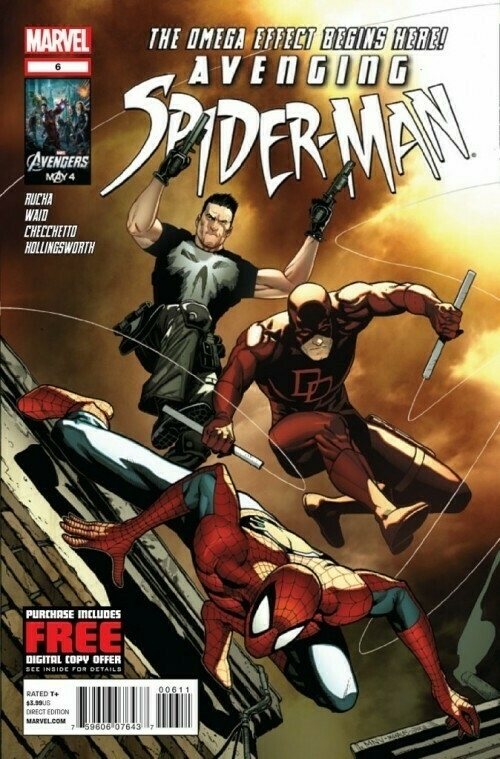 MARVEL
THE OMEGA EFFECT BEGINS HERE!
6
AVENGING
SPIDER-MAN
AVENGERS
MAY 4
RUCKA
WAID
CHECCHETTO
HOLLINGSWORTH
DD
PURCHASE INCLUDES
FREE
DIGITAL COPY OFFER
SEE INSIDE FOR DETAILS
RATED T+
$3.99US
DIRECT EDITION
MARVEL.COM
00611
7 59606 07643 7